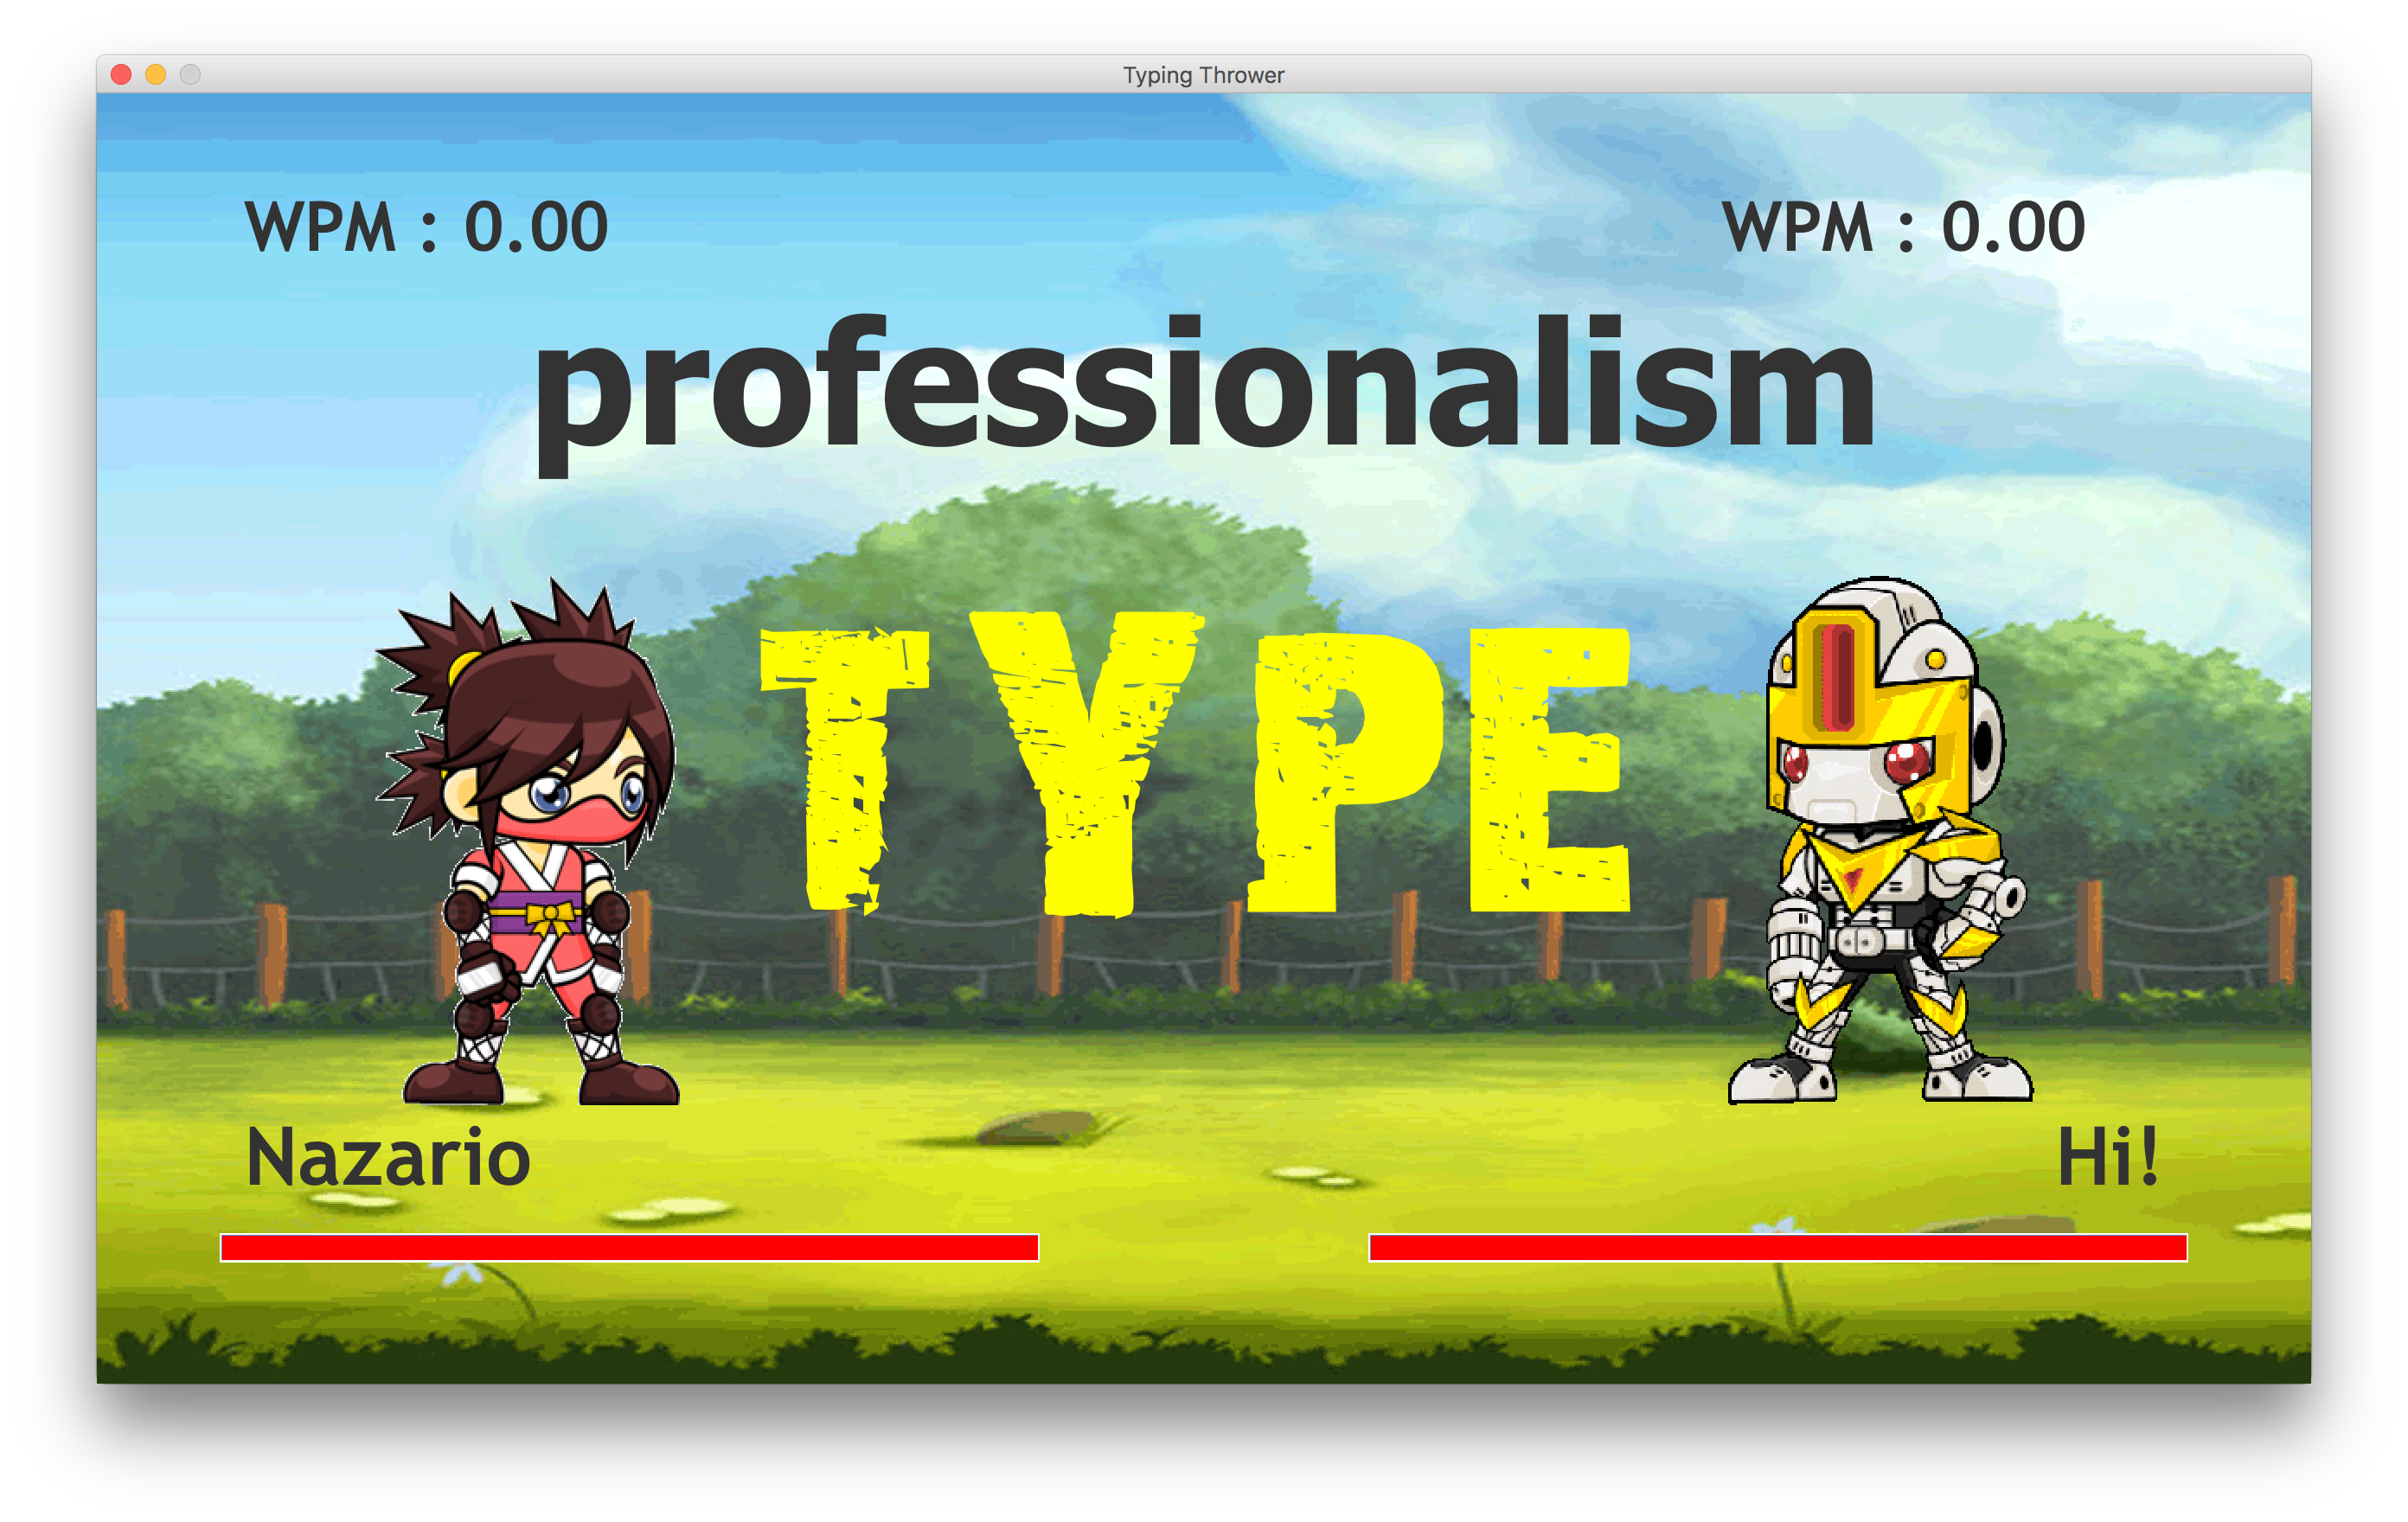 Typing Thrower
WPM : 0.00
WPM : 0.00
professionalism
TYPE
Nazario
Hi!